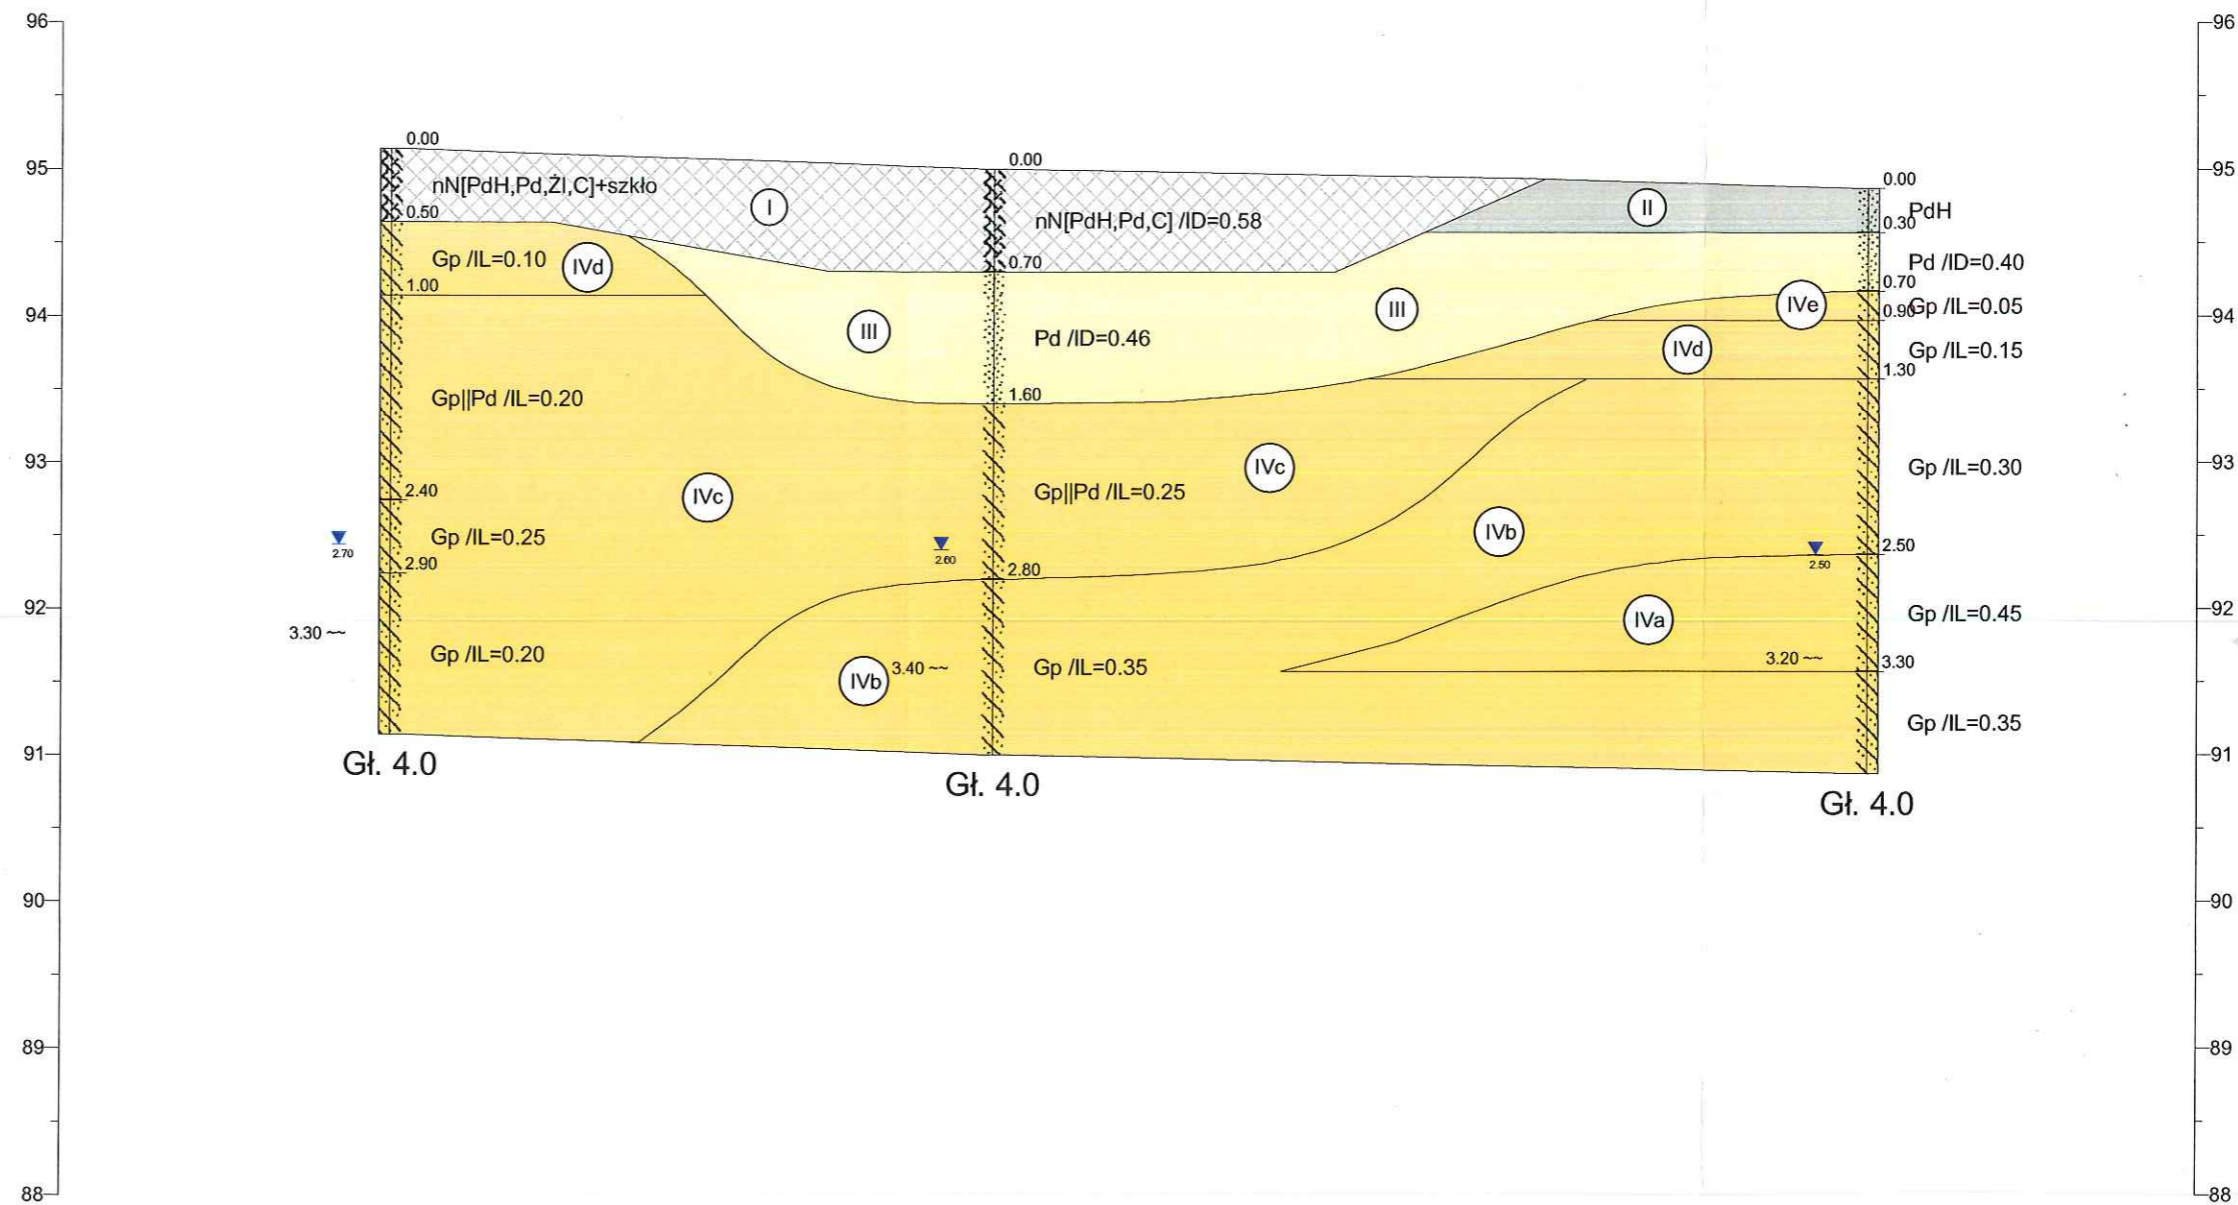 96
96
0.00
0.00
95
95
0.00
nN[PdH,Pd,Żl,C]+szkło
I
II
PdH
0.50
nN[PdH,Pd,C] /ID=0.58
0.30
Gp /IL=0.10
IVd
0.70
Pd /ID=0.40
1.00
0.70
III
IVe
0.90
Gp /IL=0.05
94
94
III
Pd /ID=0.46
IVd
Gp /IL=0.15
1.30
Gp||Pd /IL=0.20
1.60
93
93
IVc
Gp /IL=0.30
2.40
IVc
Gp||Pd /IL=0.25
Gp /IL=0.25
IVb
2.70
2.60
2.50
2.50
2.90
2.80
92
92
IVa
Gp /IL=0.45
3.30 ~~
Gp /IL=0.20
IVb
3.40 ~~
Gp /IL=0.35
3.20 ~~
3.30
Gp /IL=0.35
91
91
Gł. 4.0
Gł. 4.0
Gł. 4.0
90
90
89
89
88
88